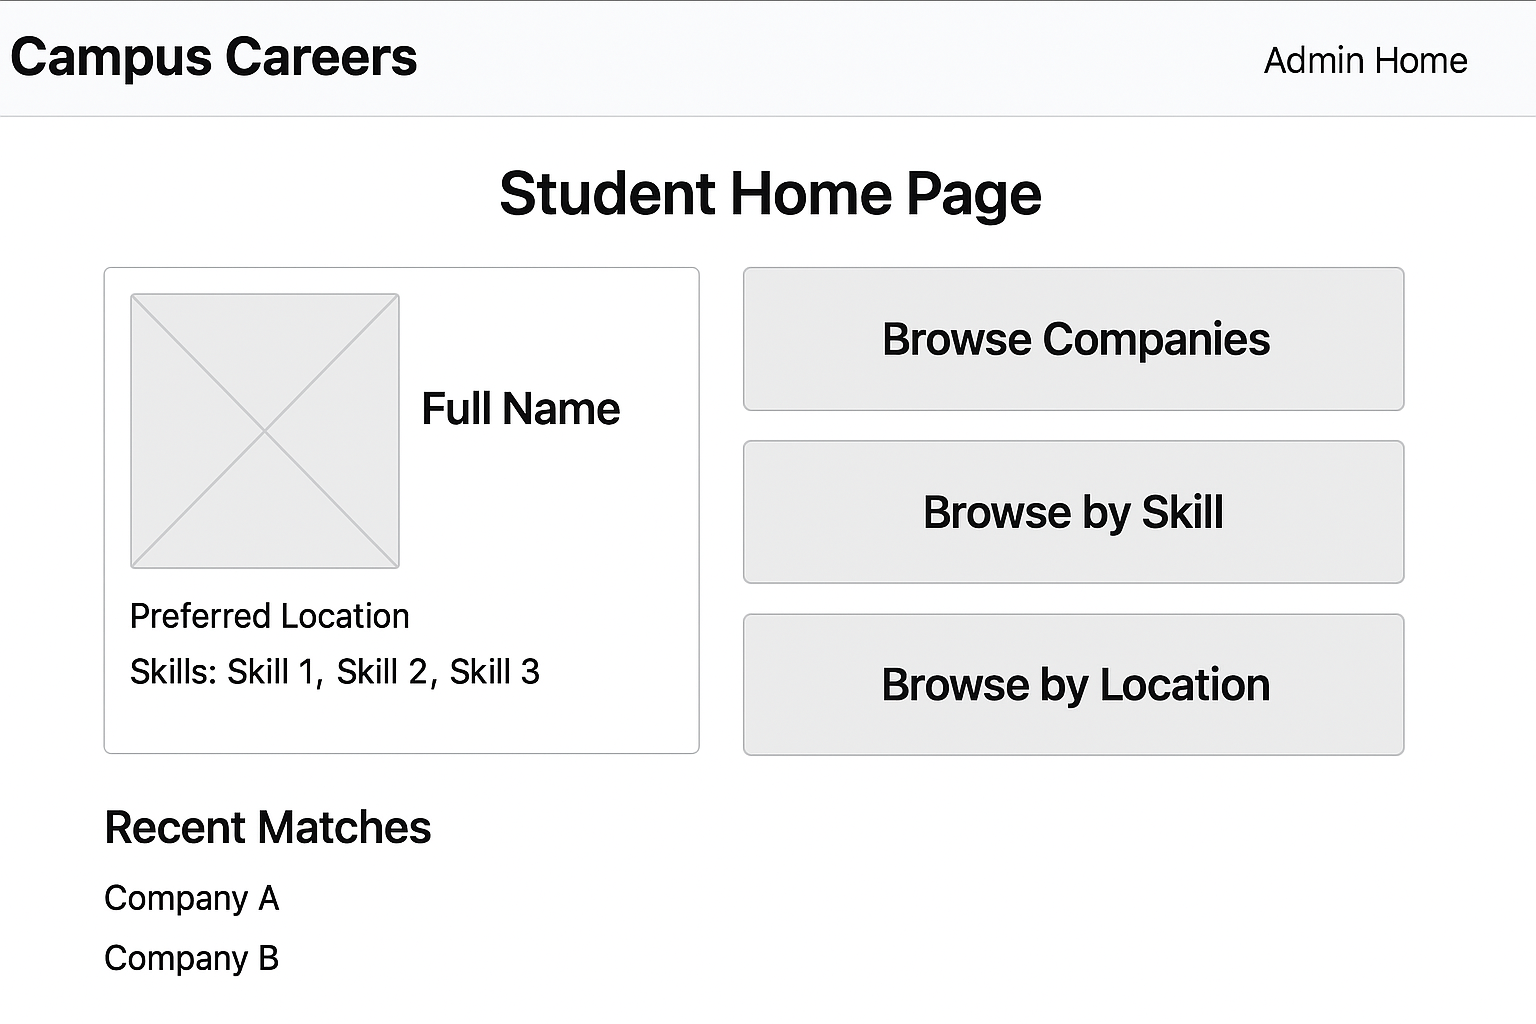 Campus Careers
Admin Home
Student Home Page
Full Name
Preferred Location
Skills: Skill 1, Skill 2, Skill 3
Browse Companies
Browse by Skill
Browse by Location
Recent Matches
Company A
Company B